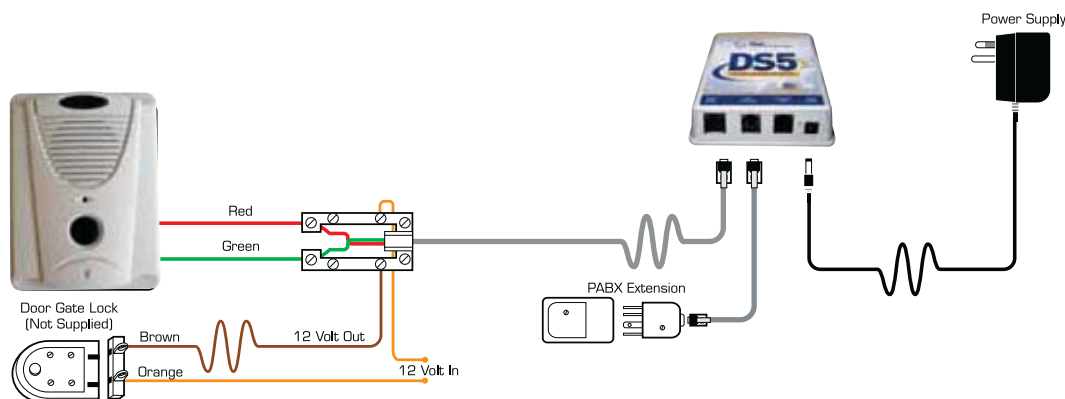 Power Supply
DS5
Red
Green
PABX Extension
Door Gate Lock
(Not Supplied)
Brown
12 Volt Out
Orange
12 Volt In